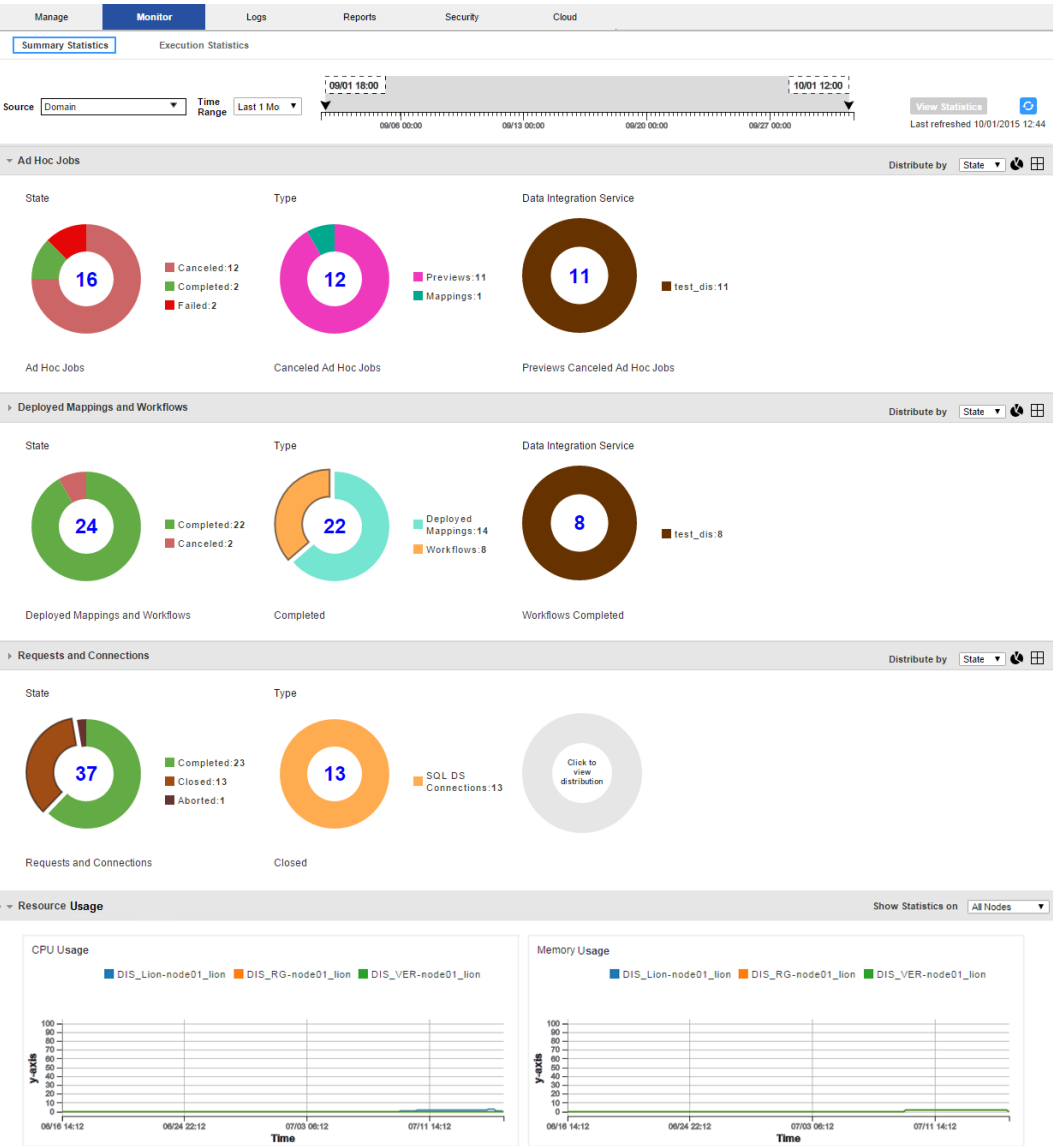 Manage Monitor Logs Reports Security Cloud
Summary Statistics Execution Statistics
09/01 18:00 10/01 12:00
Source Domain Time Range Last 1 Mo View Statistics
09/06 00:00 09/13 00:00 09/20 00:00 09/27 00:00 Last refreshed 10/01/2015 12:44
Ad Hoc Jobs Distribute by State
State Type Data Integration Service
16 Canceled:12 Completed:2 Failed:2
12 Previews:11 Mappings:1
11 test_dis:11
Ad Hoc Jobs Canceled Ad Hoc Jobs Previews Canceled Ad Hoc Jobs
Deployed Mappings and Workflows Distribute by State
State Type Data Integration Service
24 Completed:22 Canceled:2
22 Deployed Mappings:14 Workflows:8
8 test_dis:8
Deployed Mappings and Workflows Completed Workflows Completed
Requests and Connections Distribute by State
State Type
37 Completed:23 Closed:13 Aborted:1
13 SQL DS Connections:13
Click to view distribution
Requests and Connections Closed
Resource Usage Show Statistics on All Nodes
CPU Usage
DIS_Lion-node01_lion DIS_RG-node01_lion DIS_VER-node01_lion
100
90
80
70
60
50
40
30
20
10
0
y-axis
06/16 14:12 06/24 22:12 07/03 06:12 07/11 14:12
Time
Memory Usage
DIS_Lion-node01_lion DIS_RG-node01_lion DIS_VER-node01_lion
100
90
80
70
60
50
40
30
20
10
0
y-axis
06/16 14:12 06/24 22:12 07/03 06:12 07/11 14:12
Time